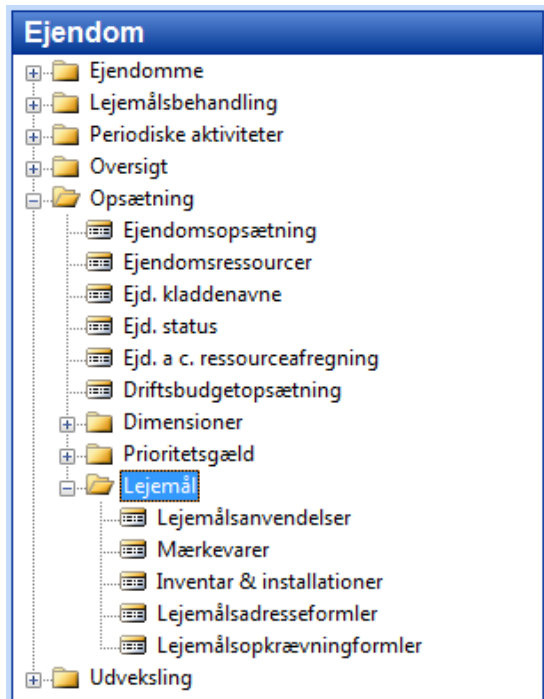 Ejendom
Ejendomme
Lejemålsbehandling
Periodiske aktiviteter
Oversigt
Opsætning
Ejendomsopsætning
Ejendomsressourcer
Ejd. kladdenavne
Ejd. status
Ejd. a c. ressourceafregning
Driftsbudgetopsætning
Dimensioner
Prioritetsgæld
Lejemål
Lejemålsanvendelser
Mærkevarer
Inventar & installationer
Lejemålsadresseformler
Lejemålsopkrævningformler
Udveksling